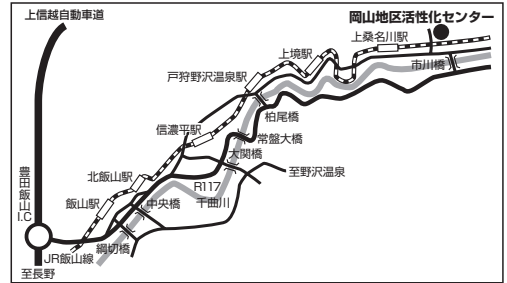 上信越自動車道
岡山地区活性化センター
上桑名川駅
上境駅
市川橋
戸狩野沢温泉駅
柏尾橋
信濃平駅
常盤大橋
大関橋
北飯山駅
至野沢温泉
R117
豊田飯山I.C
飯山駅
中央橋
千曲川
綱切橋
JR飯山線
至長野